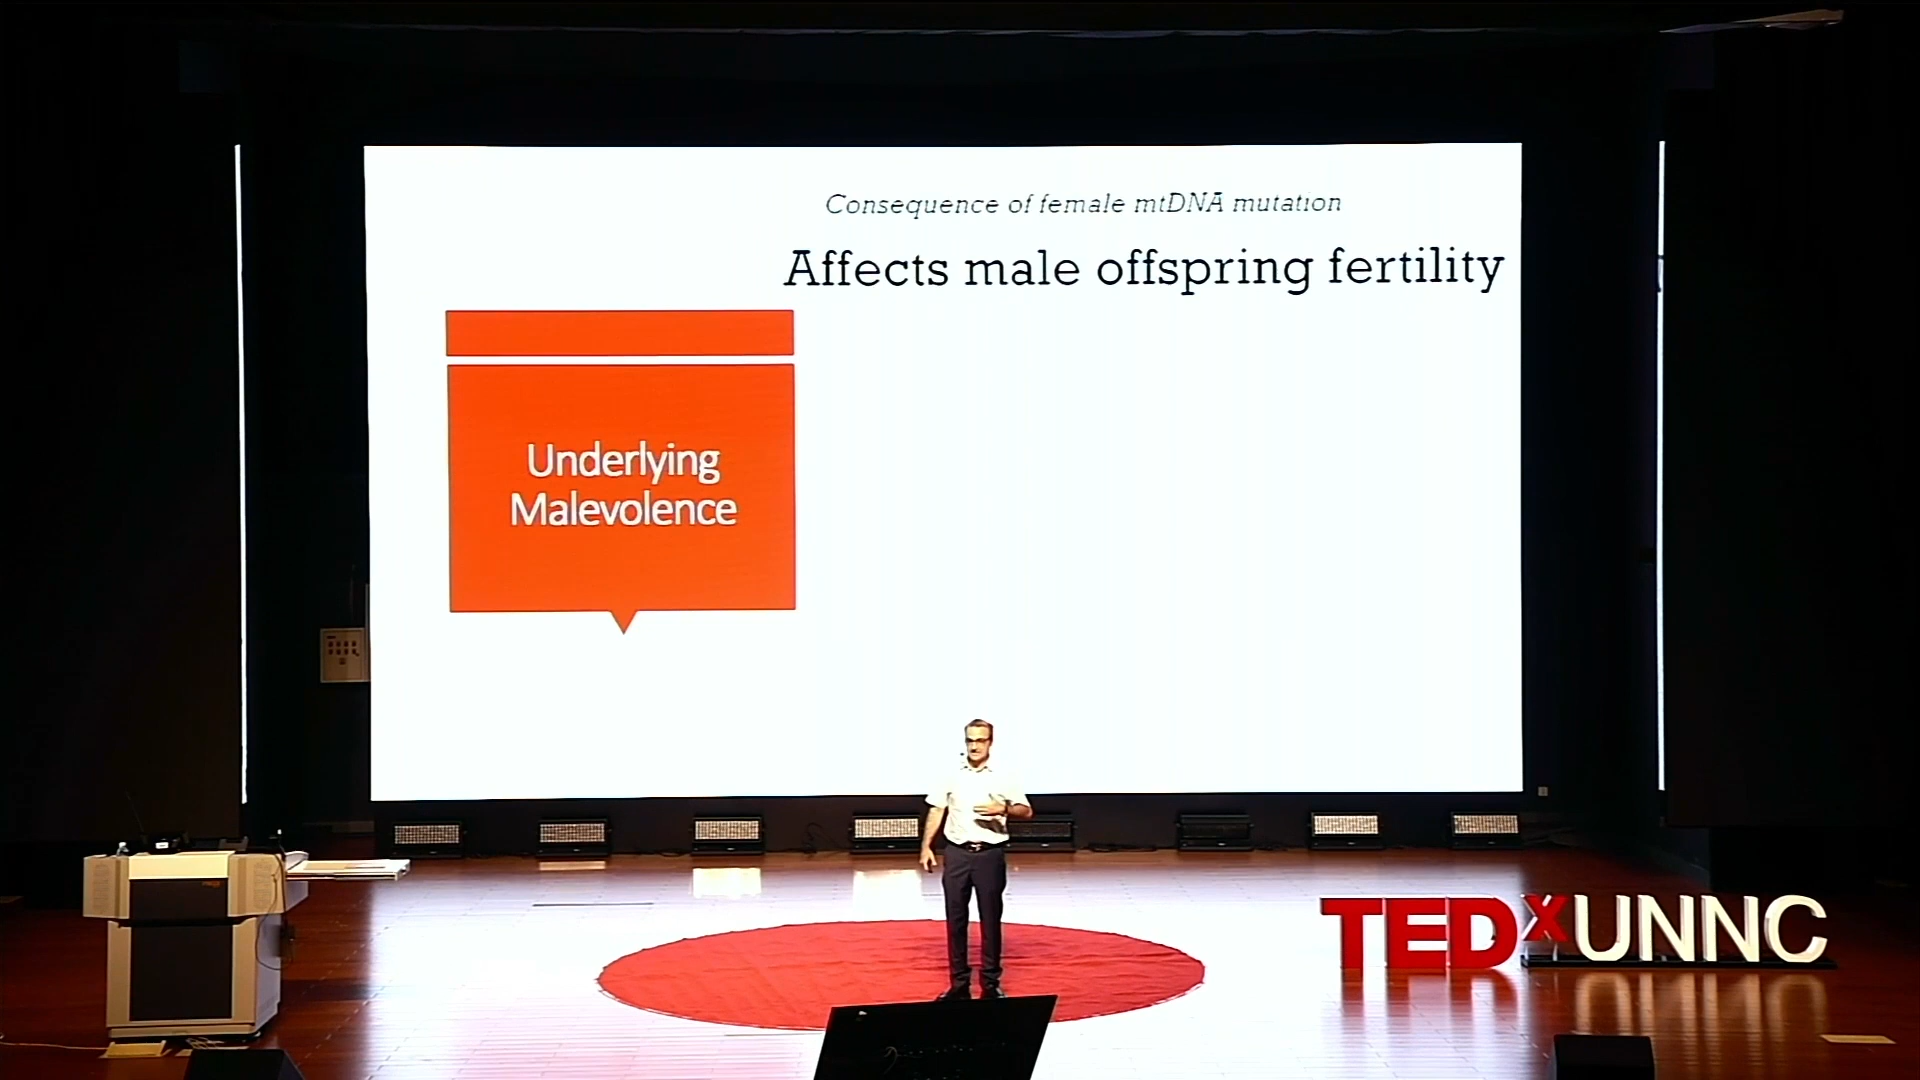 Consequence of female mtDNA mutation
Affects male offspring fertility
Underlying
Malevolence
TEDxUNNC